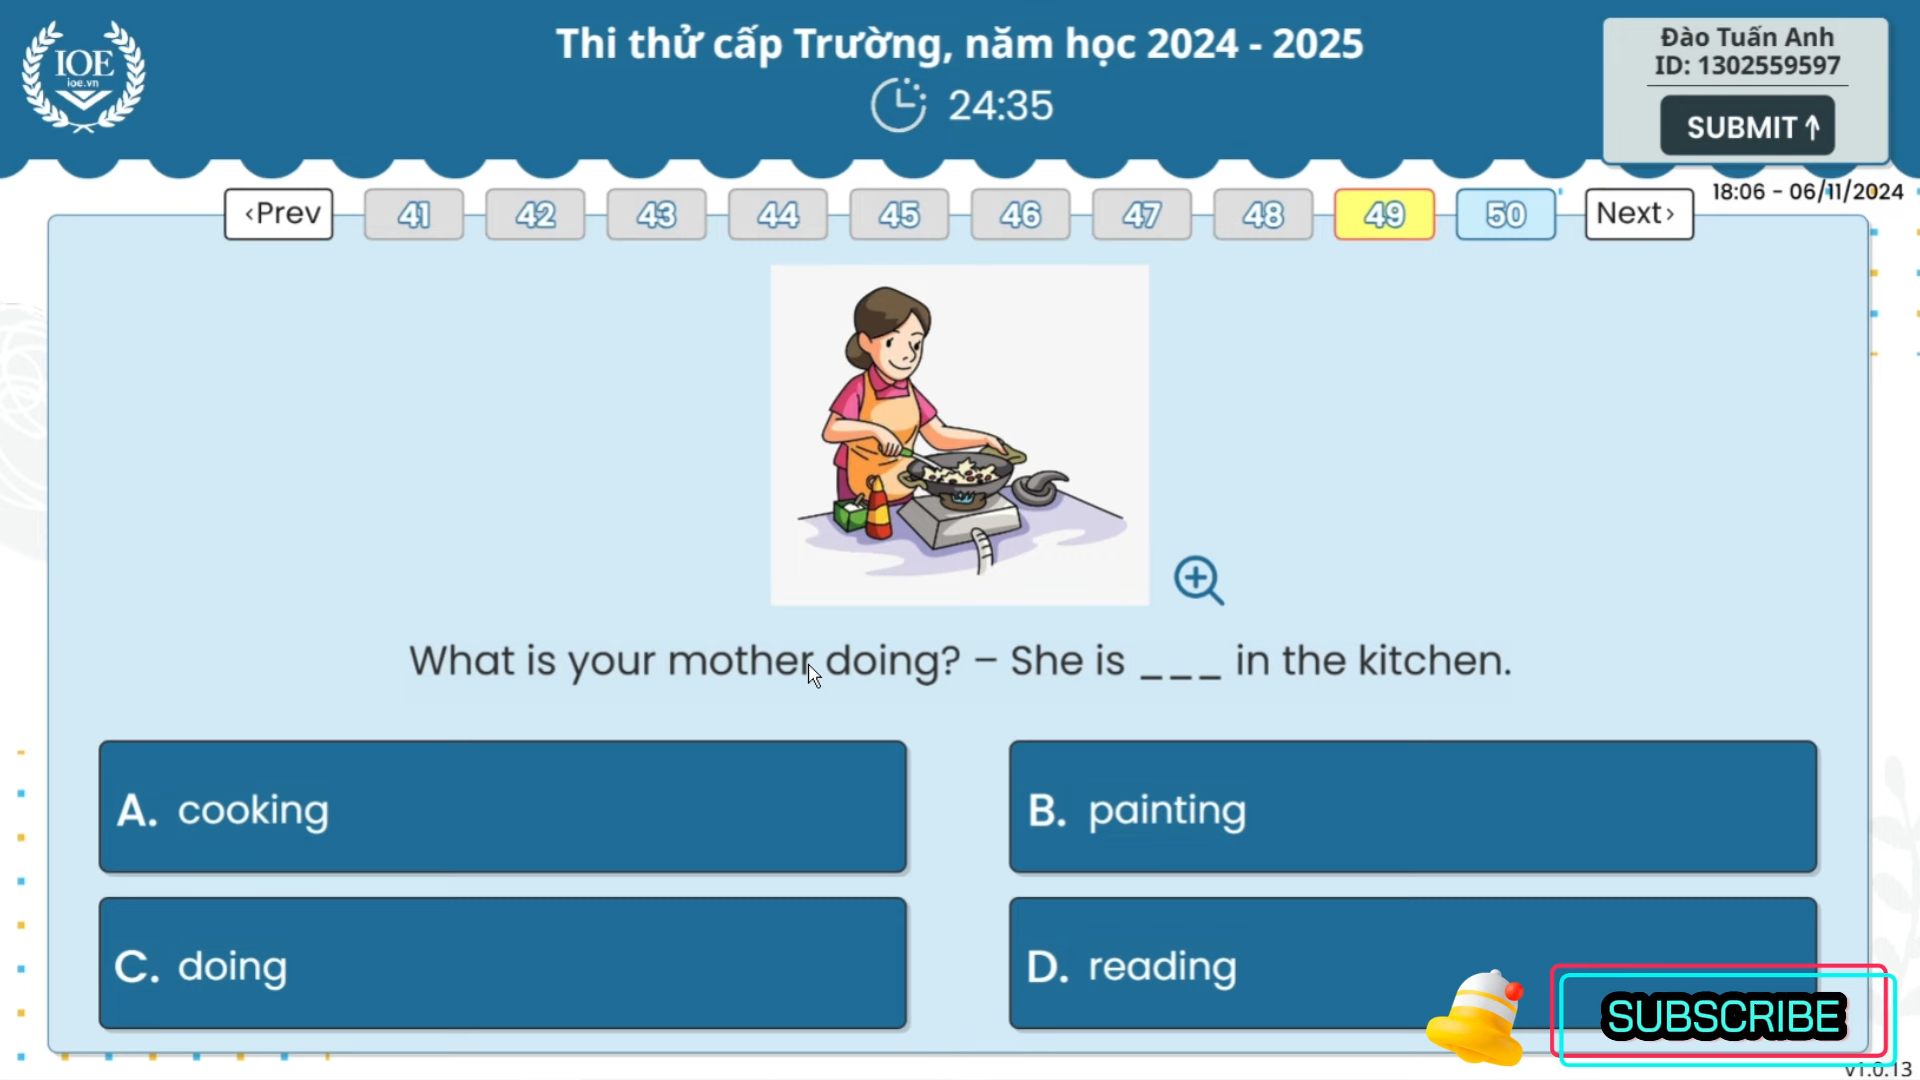 IOE
ioe.vn
Thi thử cấp Trường, năm học 2024 - 2025
24:35
Đào Tuấn Anh
ID: 1302559597
SUBMIT
18:06 - 06/11/2024
‹Prev
41
42
43
44
45
46
47
48
49
50
Next›
What is your mother doing? – She is _ _ _ in the kitchen.
A. cooking
B. painting
C. doing
D. reading
SUBSCRIBE
v1.0.13